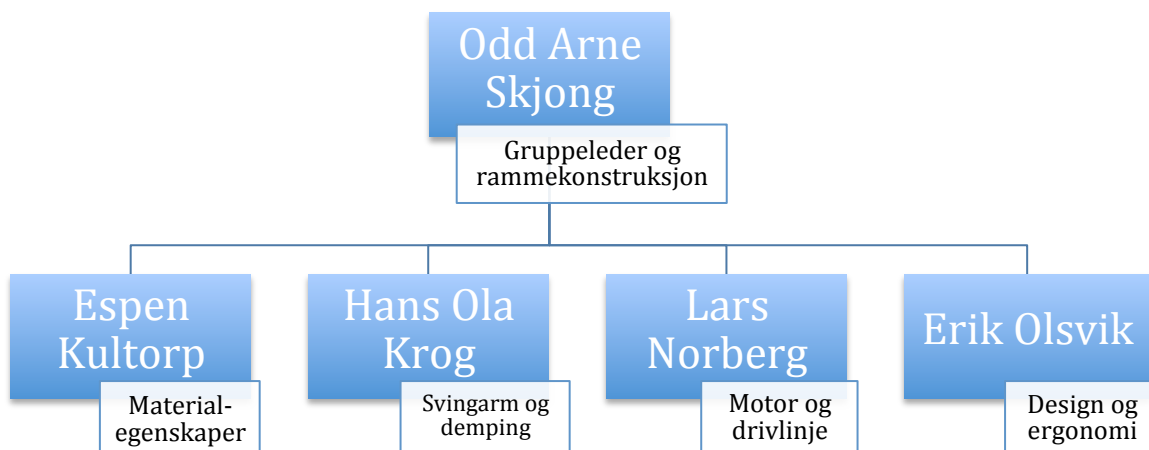 Odd Arne
Skjong
Gruppeleder og
rammekonstruksjon
Espen
Kultorp
Material-
egenskaper
Hans Ola
Krog
Svingarm og
demping
Lars
Norberg
Motor og
drivlinje
Erik Olsvik
Design og
ergonomi